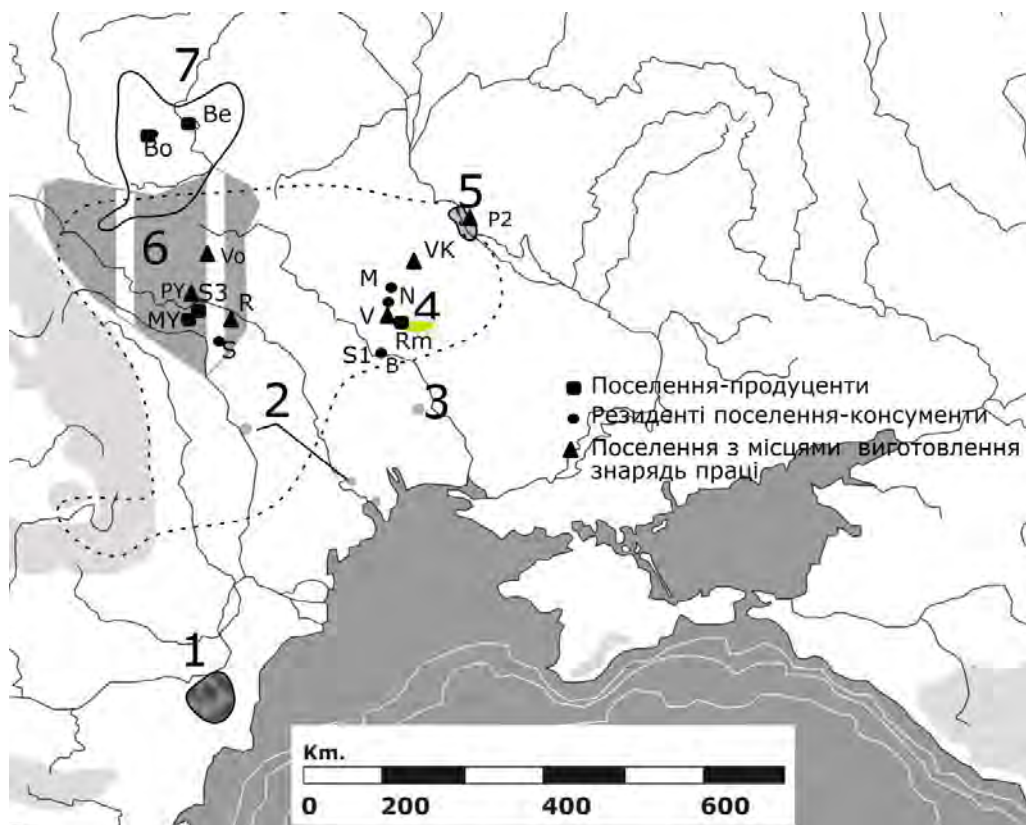 7
Be
Bo
5
P2
6
Vo
VK
PY
S3
M
N
4
MY
R
V
Rm
S
S1
B
2
3
Поселення-продуценти
Резиденті поселення-консументи
Поселення з місцями виготовлення
знарядь праці
1
Km.
0 200 400 600